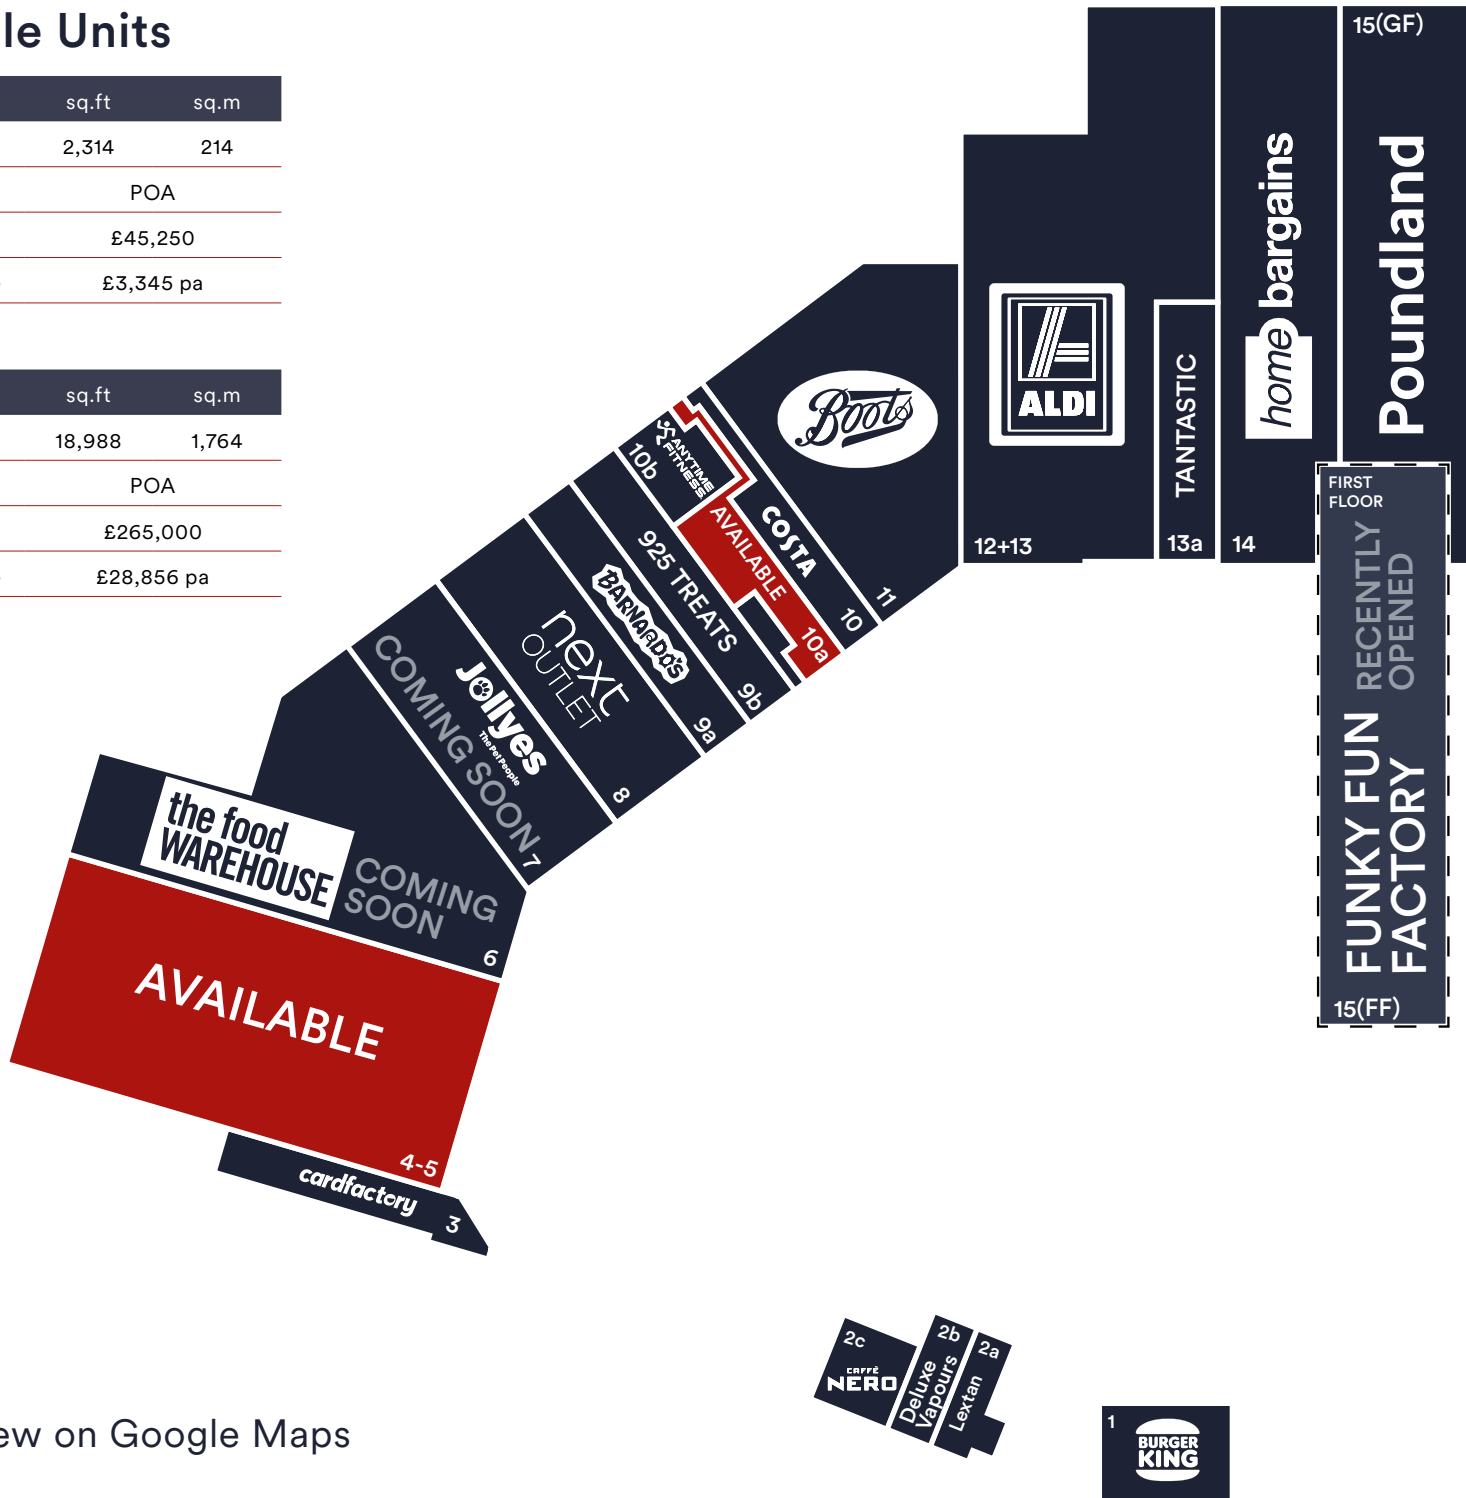 le Units
sq.ft sq.m
2,314 214
POA
£45,250
£3,345 pa
sq.ft sq.m
18,988 1,764
POA
£265,000
£28,856 pa
15(GF)
Poundland
home bargains
14
TANTASTIC
13a
ALDI
12+13
Boots
11
COSTA
10
AVAILABLE
10a
10b
ANYTIME
FITNESS
925 TREATS
9b
BARNARDO'S
9a
next
OUTLET
8
Jollyes
The Pet People
COMING SOON
7
the food
WAREHOUSE
COMING
SOON
6
AVAILABLE
4-5
cardfactory
3
FIRST
FLOOR
RECENTLY
OPENED
FUNKY FUN
FACTORY
15(FF)
2c
CAFFÈ
NERO
2b
Deluxe
Vapours
2a
Lextan
1
BURGER
KING
ew on Google Maps